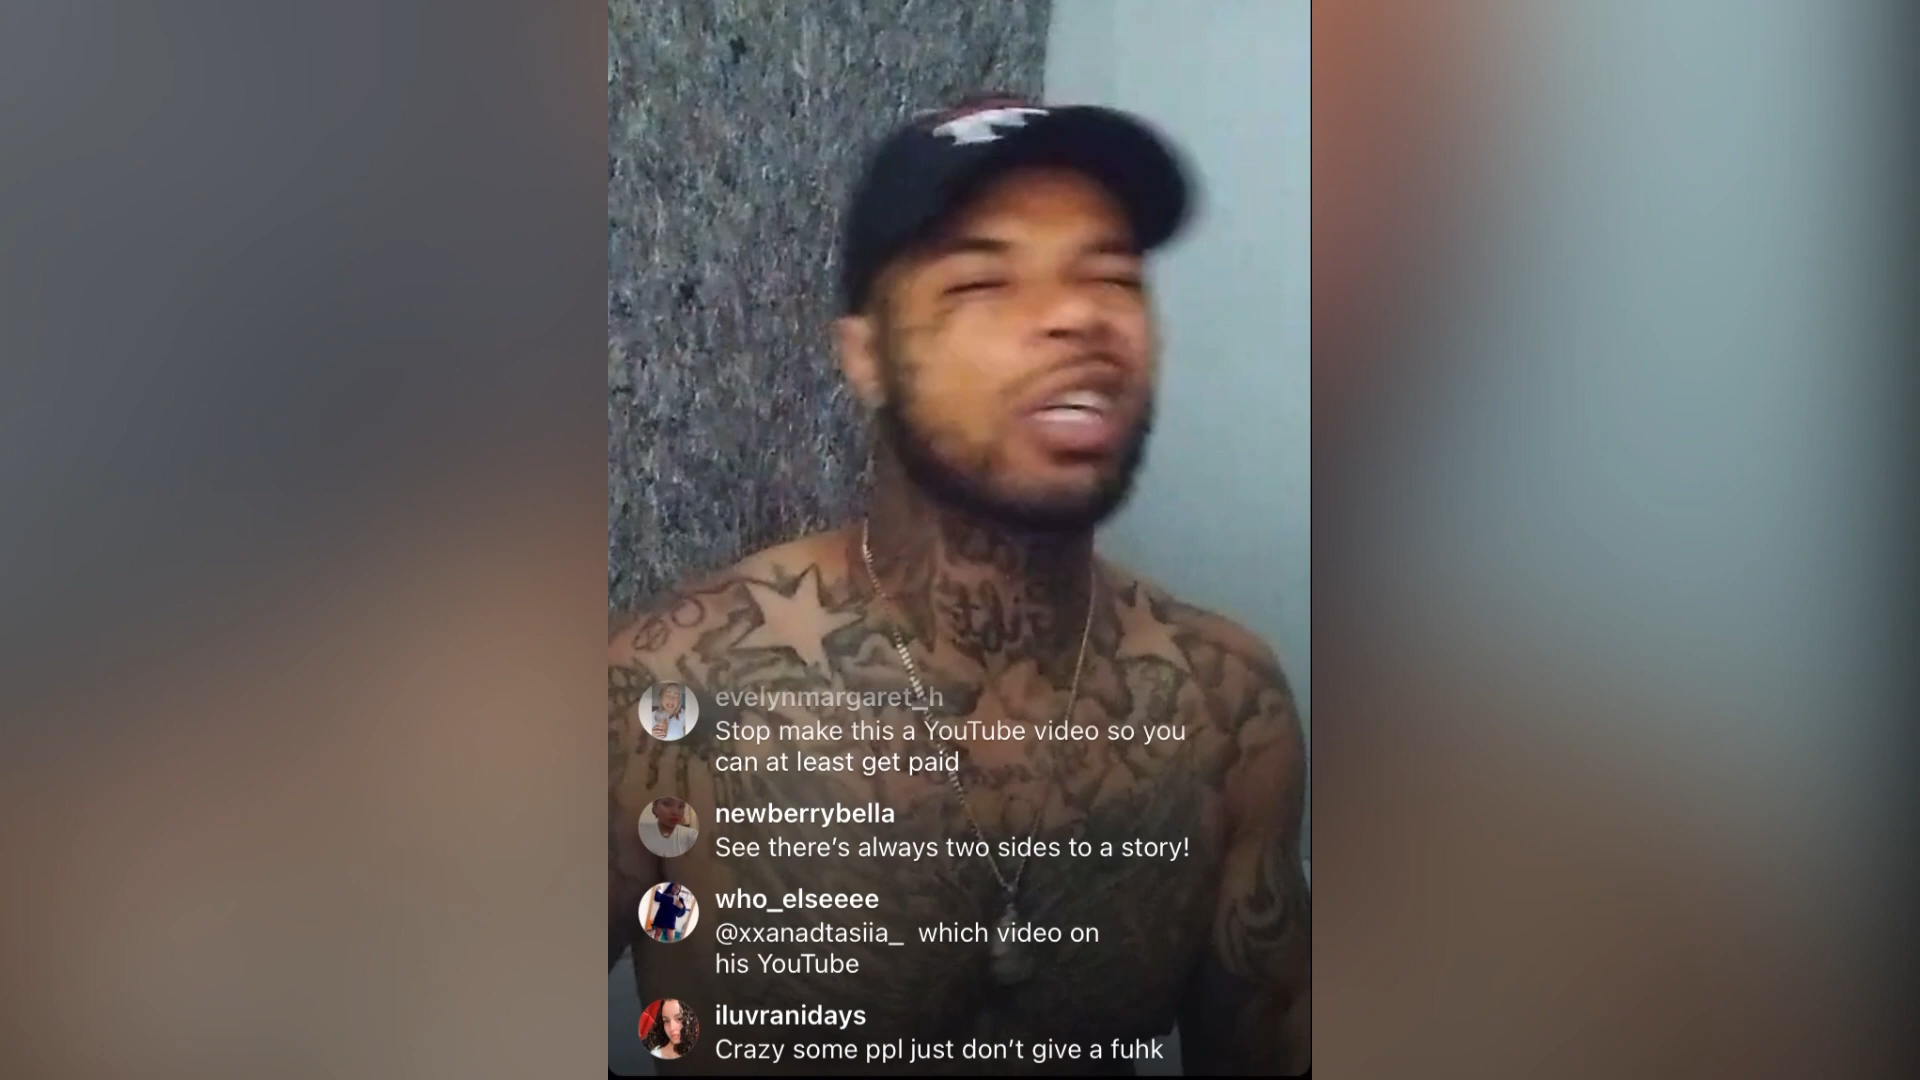 evelynmargaret_h
Stop make this a YouTube video so you
can at least get paid
newberrybella
See there’s always two sides to a story!
who_elseeee
@xxanadtasiia_ which video on
his YouTube
iluvranidays
Crazy some ppl just don’t give a fuhk